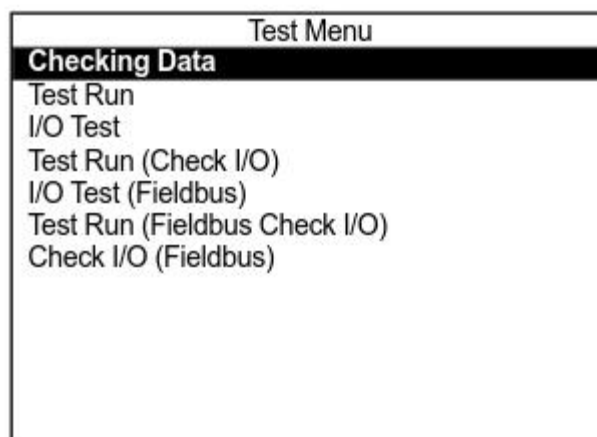 Test Menu
Checking Data
Test Run
I/O Test
Test Run (Check I/O)
I/O Test (Fieldbus)
Test Run (Fieldbus Check I/O)
Check I/O (Fieldbus)